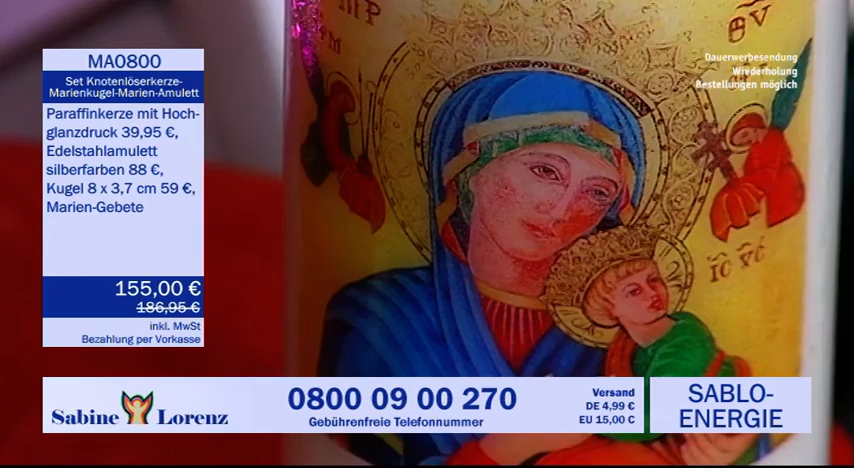 MA0800
Set Knotenlöserkerze-
Marienkugel-Marien-Amulett
Paraffinkerze mit Hoch-
glanzdruck 39,95 €,
Edelstahlamulett
silberfarben 88 €,
Kugel 8 x 3,7 cm 59 €,
Marien-Gebete
155,00 €
186,95 €
inkl. MwSt
Bezahlung per Vorkasse
Dauerwerbesendung
Wiederholung
Bestellungen möglich
Sabine Lorenz
0800 09 00 270
Gebührenfreie Telefonnummer
Versand
DE 4,99 €
EU 15,00 €
SABLO-
ENERGIE